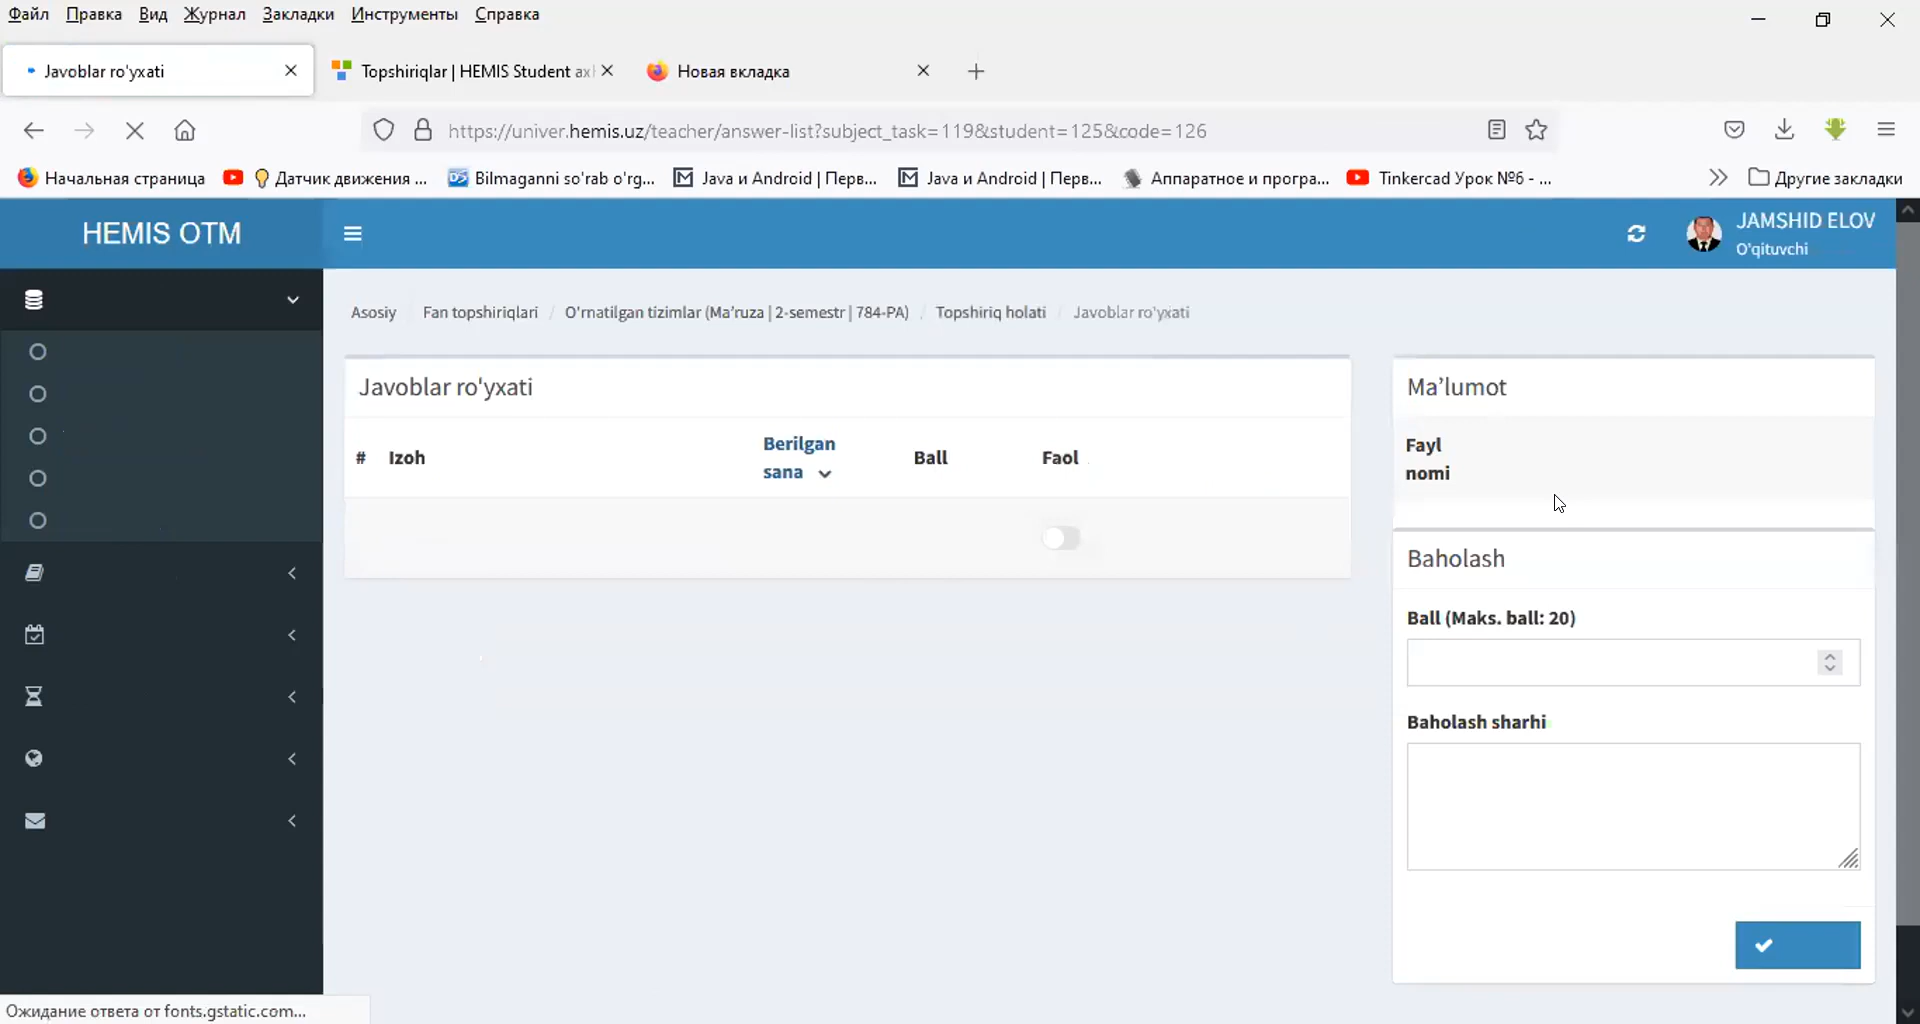 Файл Правка Вид Журнал Закладки Инструменты Справка
Javoblar ro'yxati
Topshiriqlar | HEMIS Student ax
Новая вкладка
https://univer.hemis.uz/teacher/answer-list?subject_task=119&student=125&code=126
Начальная страница
Датчик движения ...
Bilmaganni so'rab o'rg...
Java и Android | Перв...
Java и Android | Перв...
Аппаратное и програ...
Tinkercad Урок №6 - ...
Другие закладки
HEMIS OTM
JAMSHID ELOV
O'qituvchi
Asosiy / Fan topshiriqlari / O'rnatilgan tizimlar (Ma’ruza | 2-semestr | 784-PA) / Topshiriq holati / Javoblar ro'yxati
Javoblar ro'yxati
# Izoh Berilgan sana Ball Faol
Ma’lumot
Fayl
nomi
Baholash
Ball (Maks. ball: 20)
Baholash sharhi
Ожидание ответа от fonts.gstatic.com...